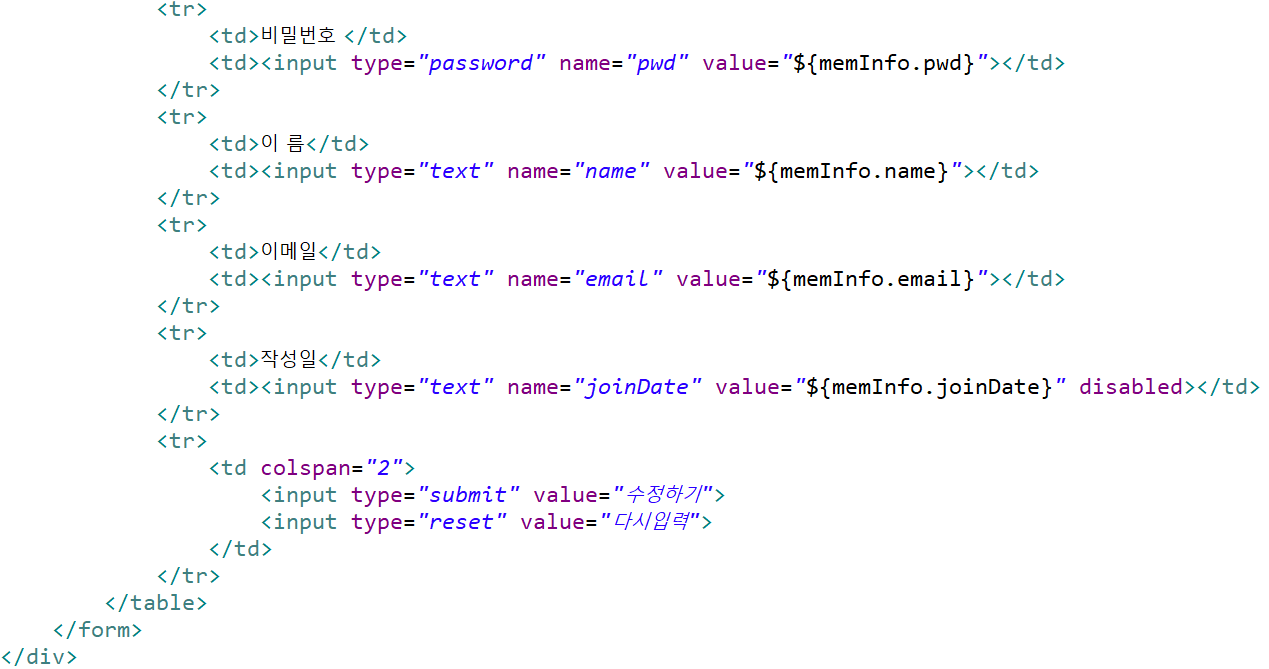 <tr>
<td>비밀번호 </td>
<td><input type="password" name="pwd" value="${memInfo.pwd}"></td>
</tr>
<tr>
<td>이 름</td>
<td><input type="text" name="name" value="${memInfo.name}"></td>
</tr>
<tr>
<td>이메일</td>
<td><input type="text" name="email" value="${memInfo.email}"></td>
</tr>
<tr>
<td>작성일</td>
<td><input type="text" name="joinDate" value="${memInfo.joinDate}" disabled></td>
</tr>
<tr>
<td colspan="2">
<input type="submit" value="수정하기">
<input type="reset" value="다시입력">
</td>
</tr>
</table>
</form>
</div>